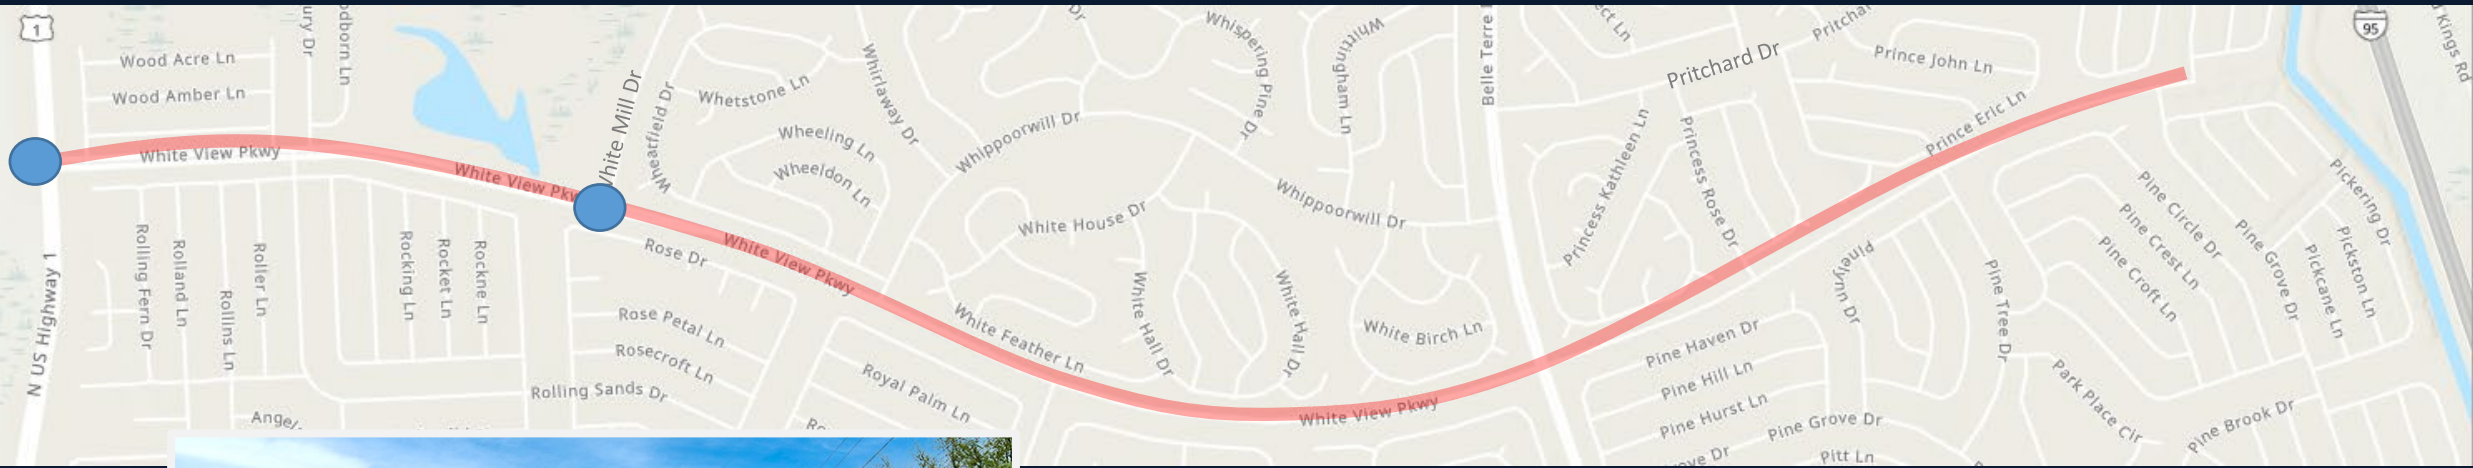 1
Wood Acre Ln
Wood Amber Ln
White View Pkwy
N US Highway 1
Rolling Fern Dr
Rolland Ln
Rollins Ln
Roller Ln
Rocking Ln
Rocket Ln
Rockne Ln
White View
White Mill Dr
Wheatfield Dr
Whetstone Ln
Wheeling Ln
Wheeldon Ln
Whirlaway Dr
Whippoorwill Dr
Whispering Pine Dr
Whittingham Ln
Whippoorwill Dr
White House Dr
White Hall Dr
White Hall Dr
White Birch Ln
White Feather Ln
White View Pkwy
Rose Dr
Rose Petal Ln
Rosecroft Ln
Rolling Sands Dr
Royal Palm Ln
White View Pkwy
Belle Terre
Pritchard Dr
Prince John Ln
Prince Eric Ln
Princess Kathleen Ln
Princess Rose Dr
Pine Haven Dr
Pine Hill Ln
Pine Hurst Ln
Pine Grove Dr
Pitt Ln
Pine Tree Dr
Pine Circle Dr
Pine Crest Ln
Pine Croft Ln
Pine Grove Dr
Pickering Dr
Pickston Ln
Pickcane Ln
Park Place Cir
Pine Brook Dr
95
Kings Rd